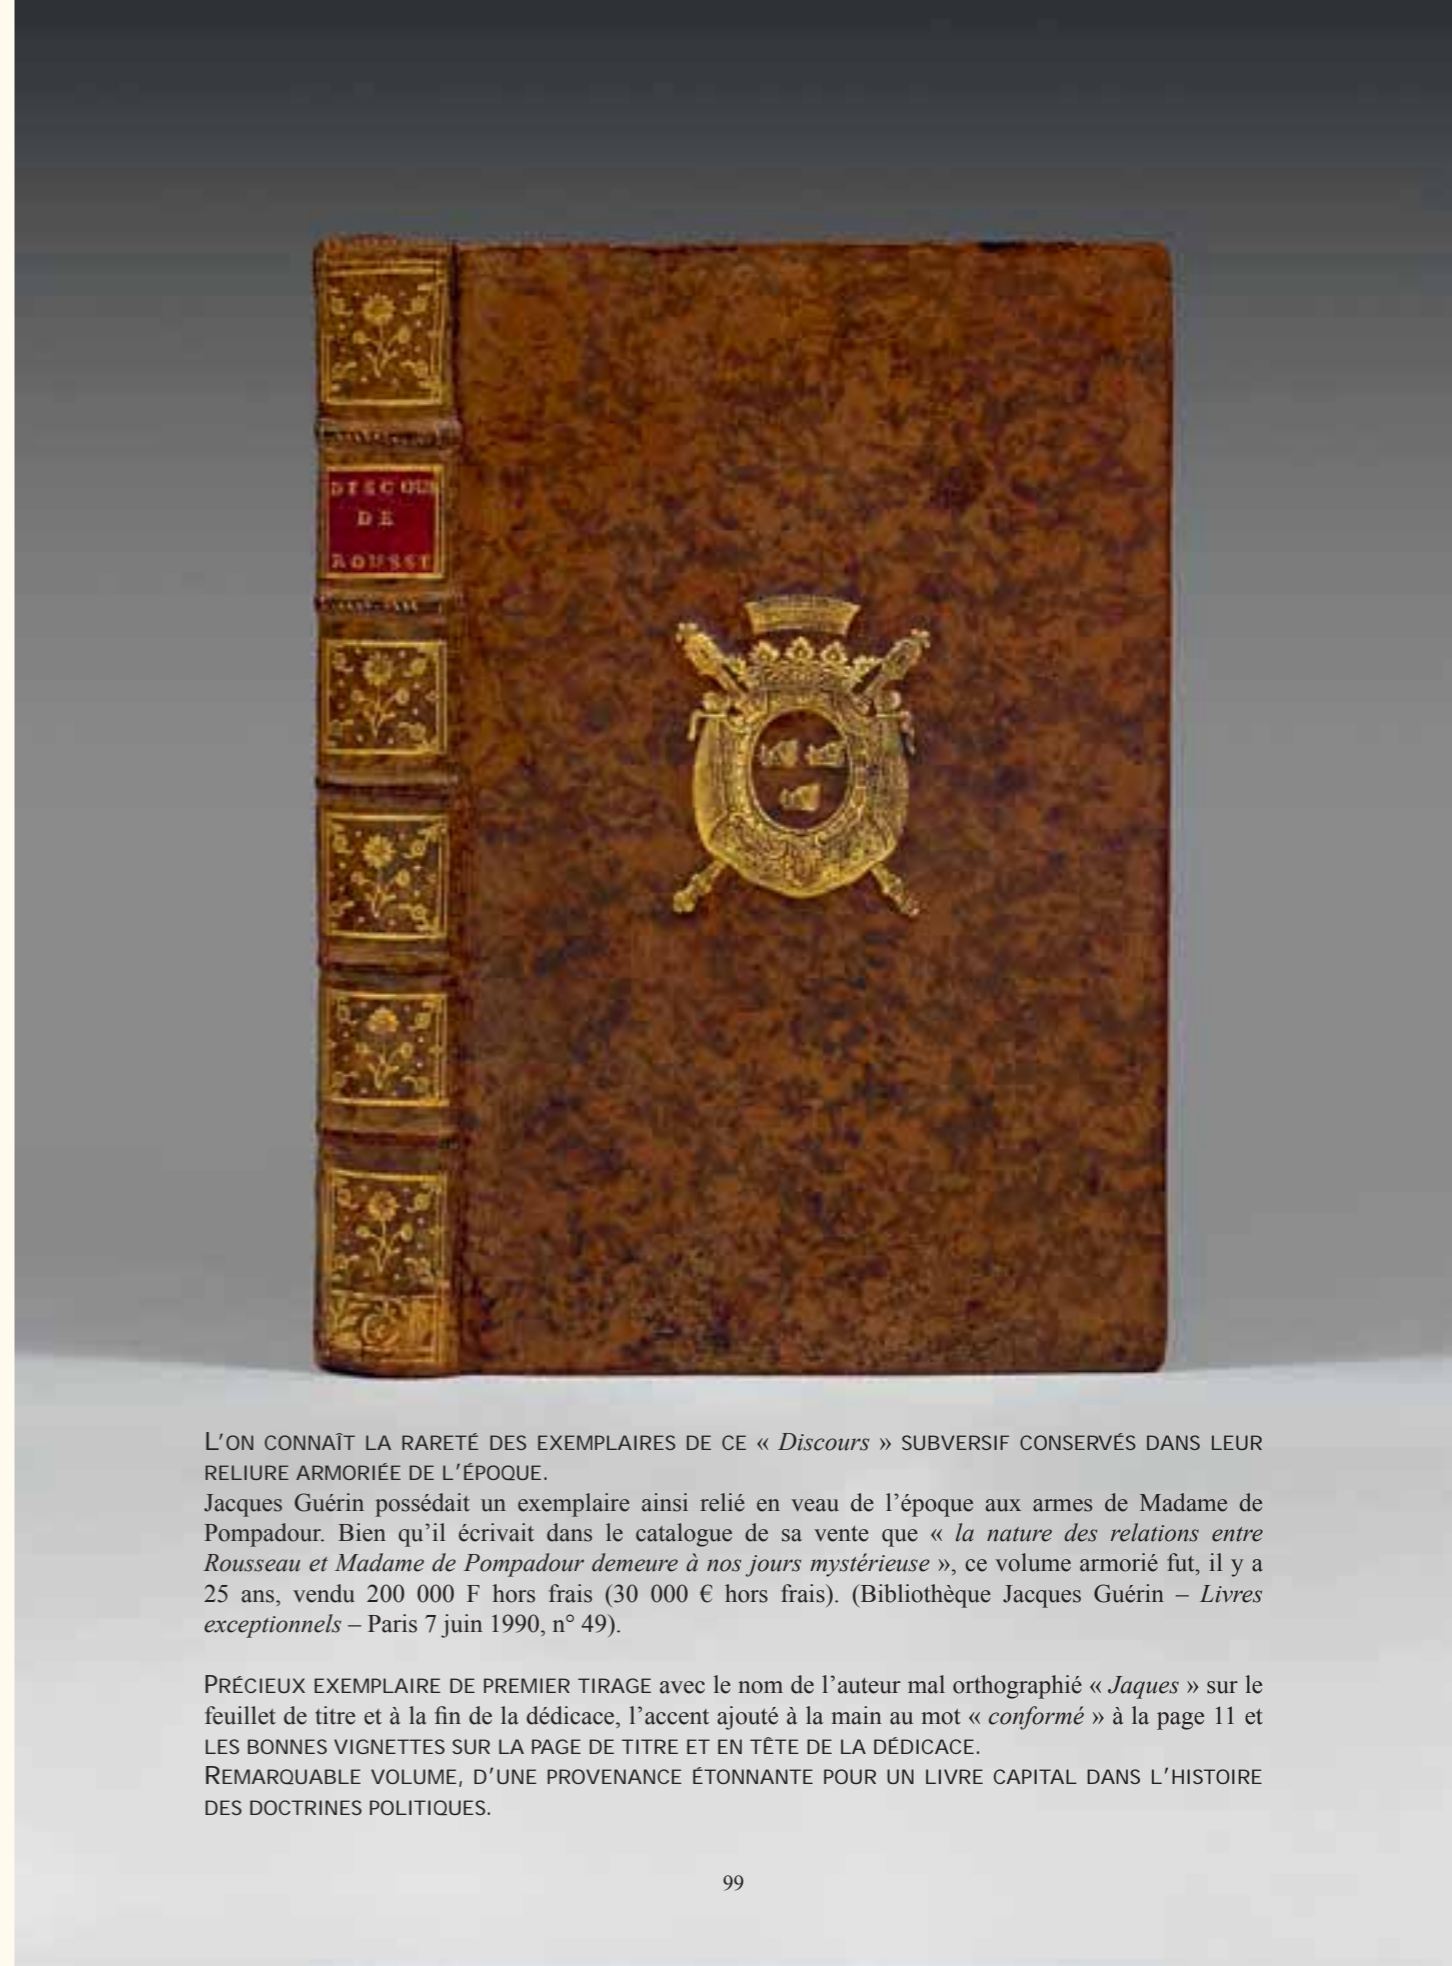 DISCOUR
DE
ROUSSE
L'ON CONNAÎT LA RARETÉ DES EXEMPLAIRES DE CE « Discours » SUBVERSIF CONSERVÉS DANS LEUR
RELIURE ARMORIÉE DE L'ÉPOQUE.
Jacques Guérin possédait un exemplaire ainsi relié en veau de l'époque aux armes de Madame de
Pompadour. Bien qu'il écrivait dans le catalogue de sa vente que « la nature des relations entre
Rousseau et Madame de Pompadour demeure à nos jours mystérieuse », ce volume armorié fut, il y a
25 ans, vendu 200 000 F hors frais (30 000 € hors frais). (Bibliothèque Jacques Guérin – Livres
exceptionnels – Paris 7 juin 1990, n° 49).
PRÉCIEUX EXEMPLAIRE DE PREMIER TIRAGE avec le nom de l'auteur mal orthographié « Jaques » sur le
feuillet de titre et à la fin de la dédicace, l'accent ajouté à la main au mot « conformé » à la page 11 et
LES BONNES VIGNETTES SUR LA PAGE DE TITRE ET EN TÊTE DE LA DÉDICACE.
REMARQUABLE VOLUME, D'UNE PROVENANCE ÉTONNANTE POUR UN LIVRE CAPITAL DANS L'HISTOIRE
DES DOCTRINES POLITIQUES.
99